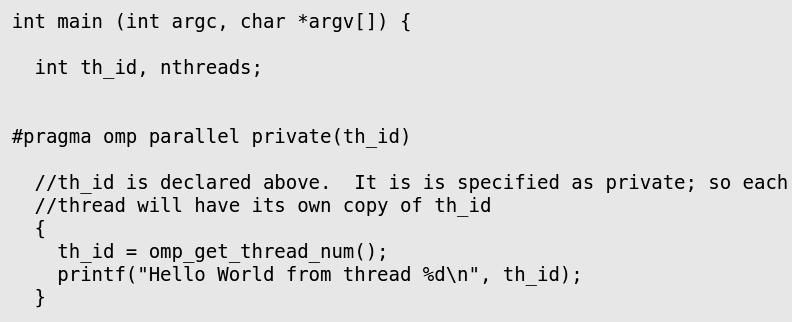 int main (int argc, char *argv[]) {
int th_id, nthreads;
#pragma omp parallel private(th_id)
//th_id is declared above.  It is is specified as private; so each
//thread will have its own copy of th_id
{
th_id = omp_get_thread_num();
printf("Hello World from thread %d\n", th_id);
}